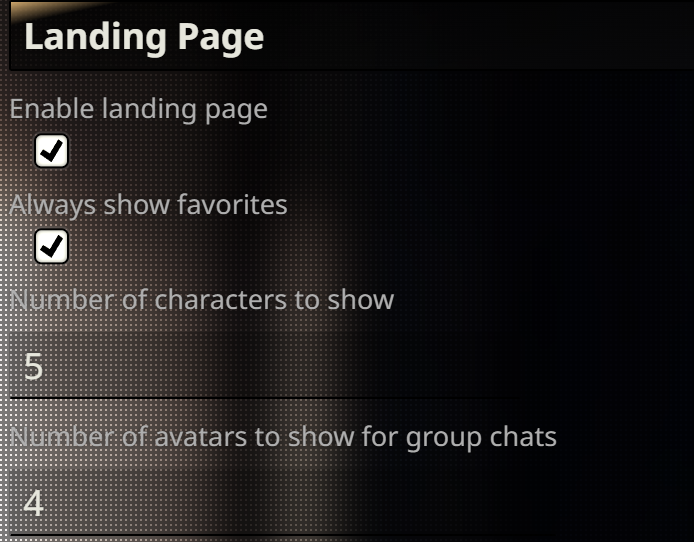 Landing Page
Enable landing page
Always show favorites
Number of characters to show
5
Number of avatars to show for group chats
4